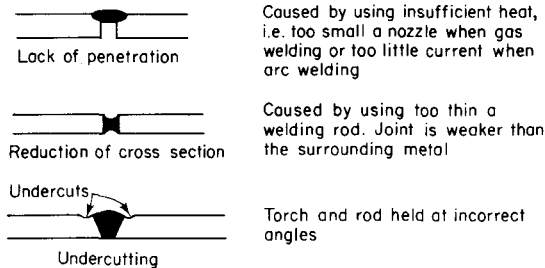 Lack of penetration
Caused by using insufficient heat,
i.e. too small a nozzle when gas
welding or too little current when
arc welding
Reduction of cross section
Caused by using too thin a
welding rod. Joint is weaker than
the surrounding metal
Undercuts
Undercutting
Torch and rod held at incorrect
angles